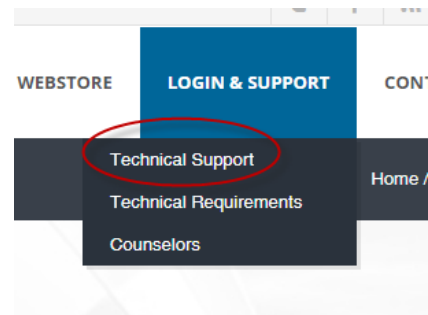 WEBSTORE LOGIN & SUPPORT
Technical Support
Home /
Technical Requirements
Counselors